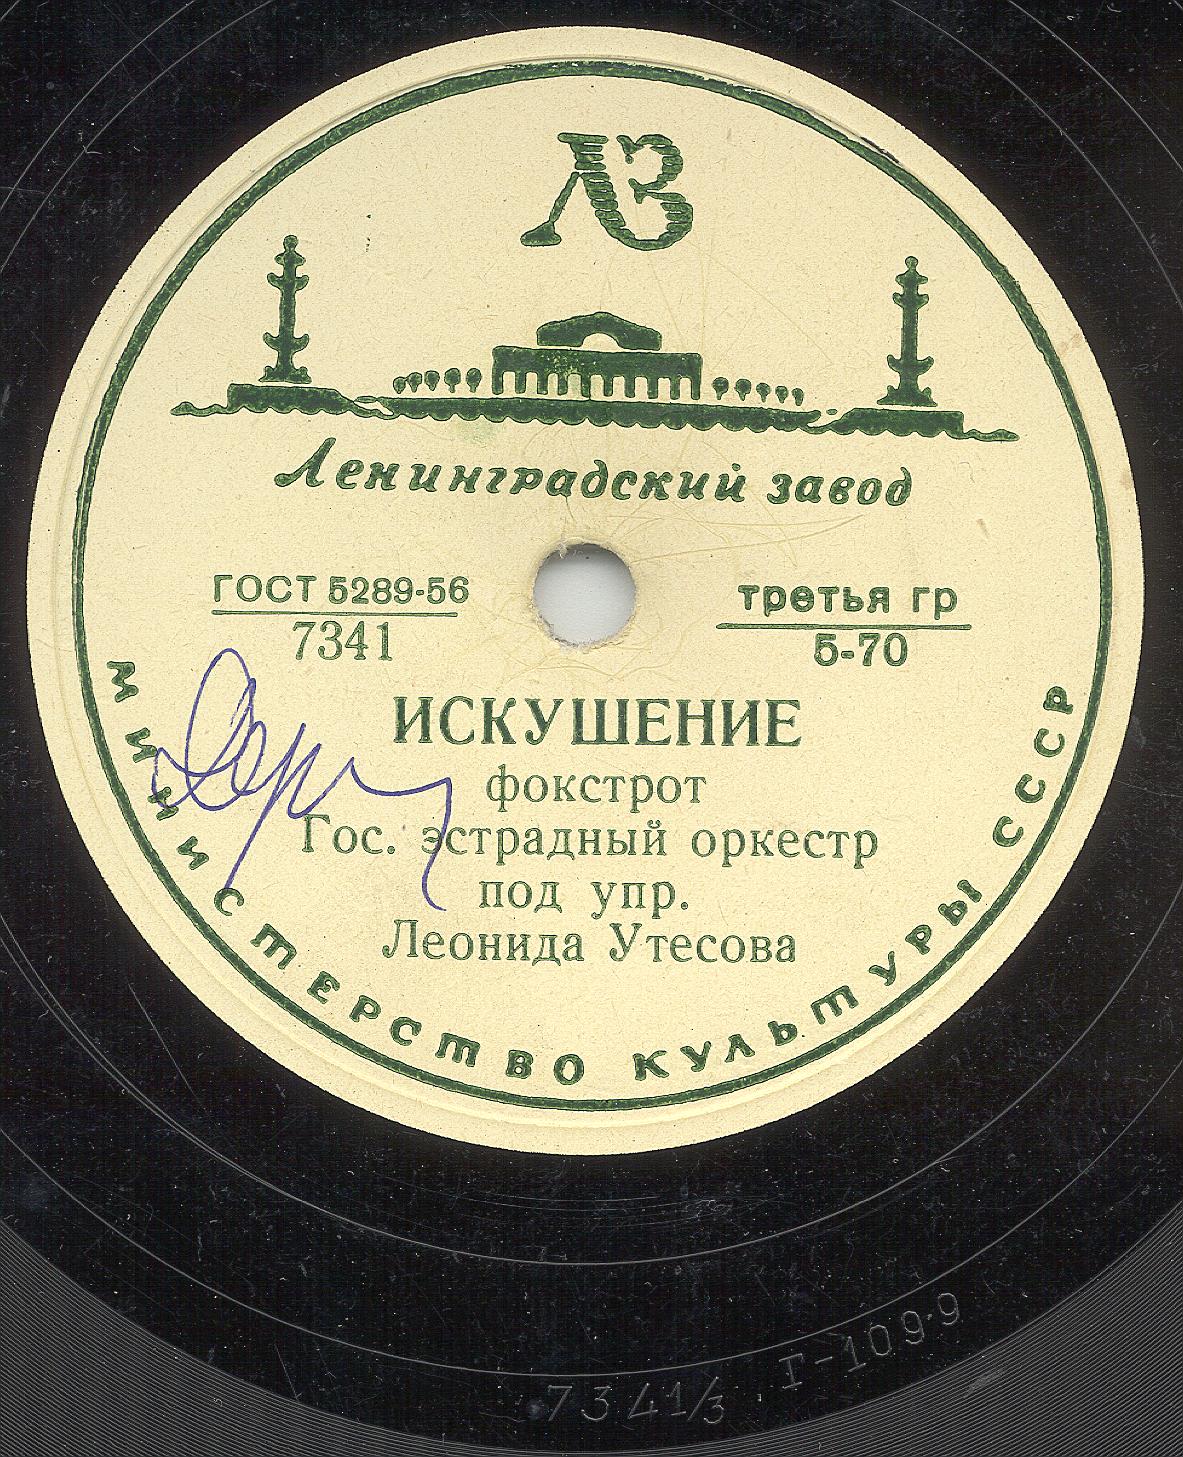 ЛЗ
Ленинградский завод
ГОСТ 5289-56
7341
третья гр
5-70
ИСКУШЕНИЕ
фокстрот
Гос. эстрадный оркестр
под упр.
Леонида Утесова
МИНИСТЕРСТВО КУЛЬТУРЫ СССР
7341/3 Г-1099